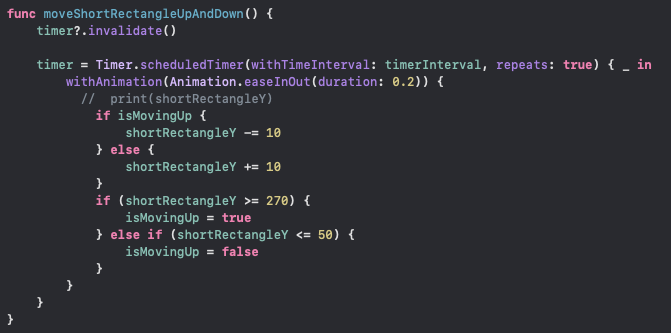 func moveShortRectangleUpAndDown() {
    timer?.invalidate()

    timer = Timer.scheduledTimer(withTimeInterval: timerInterval, repeats: true) { _ in
        withAnimation(Animation.easeInOut(duration: 0.2)) {
          //  print(shortRectangleY)
            if isMovingUp {
                shortRectangleY -= 10
            } else {
                shortRectangleY += 10
            }
            if (shortRectangleY >= 270) {
                isMovingUp = true
            } else if (shortRectangleY <= 50) {
                isMovingUp = false
            }
        }
    }
}